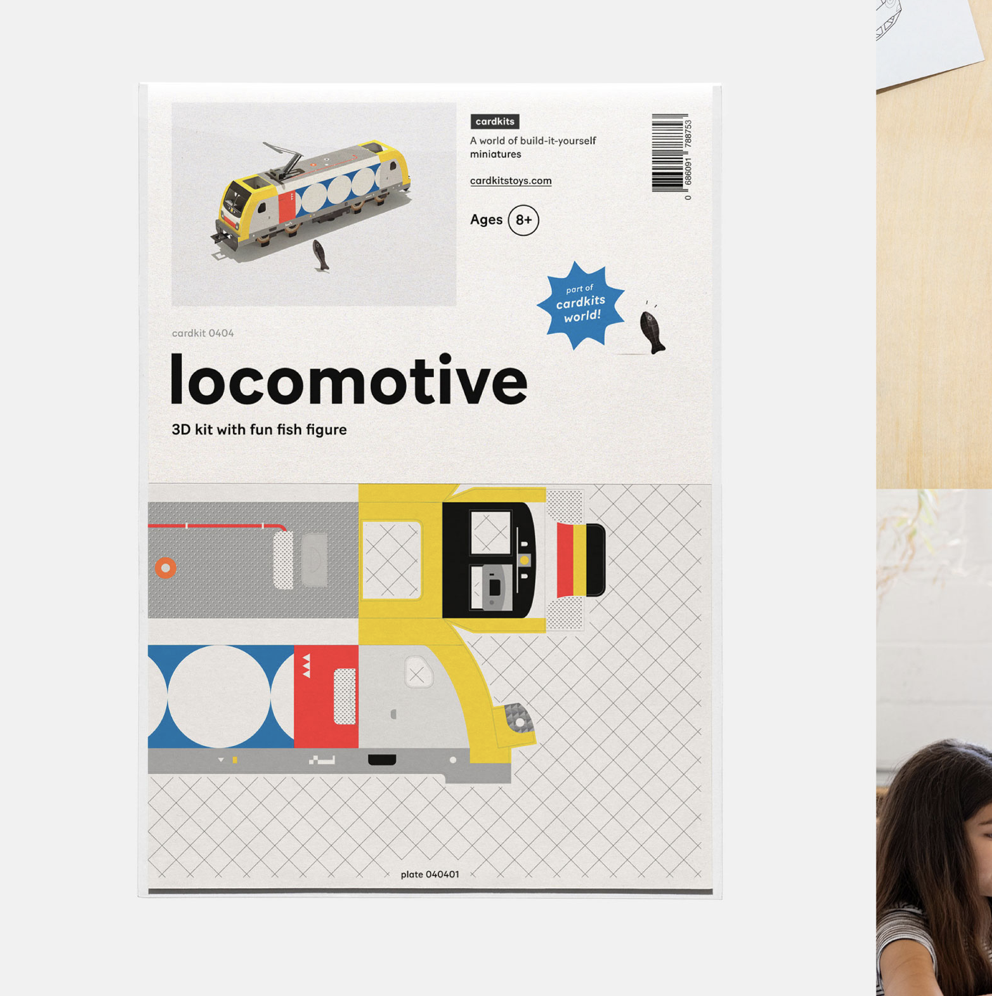 cardkits
A world of build-it-yourself
miniatures
cardkitstoys.com
Ages 8+
0 686091 788753
part of
cardkits
world!
cardkit 0404
locomotive
3D kit with fun fish figure
plate 040401